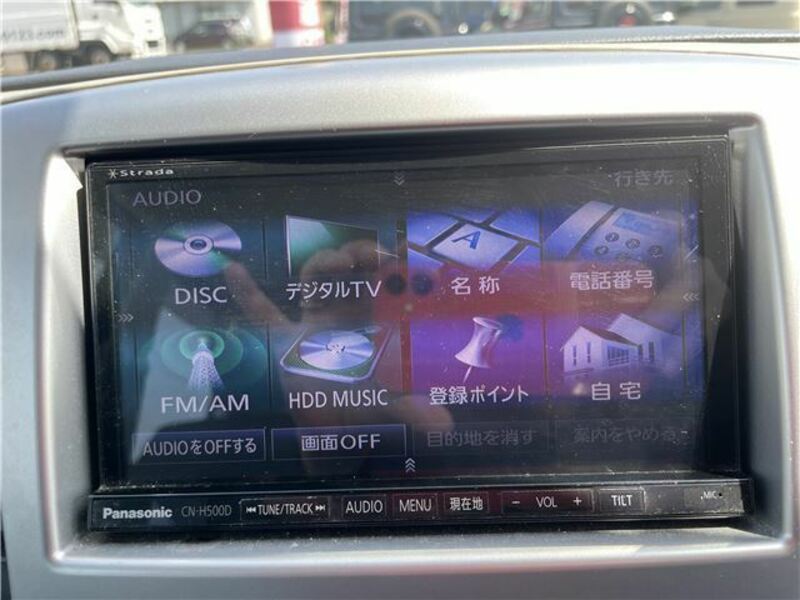 Strada
AUDIO
行き先
DISC
デジタルTV
名称
電話番号
FM/AM
HDD MUSIC
登録ポイント
自宅
AUDIOをOFFする
画面OFF
目的地を消す
案内をやめる
Panasonic CN-H500D TUNE/TRACK AUDIO MENU 現在地 - VOL + TILT MIC